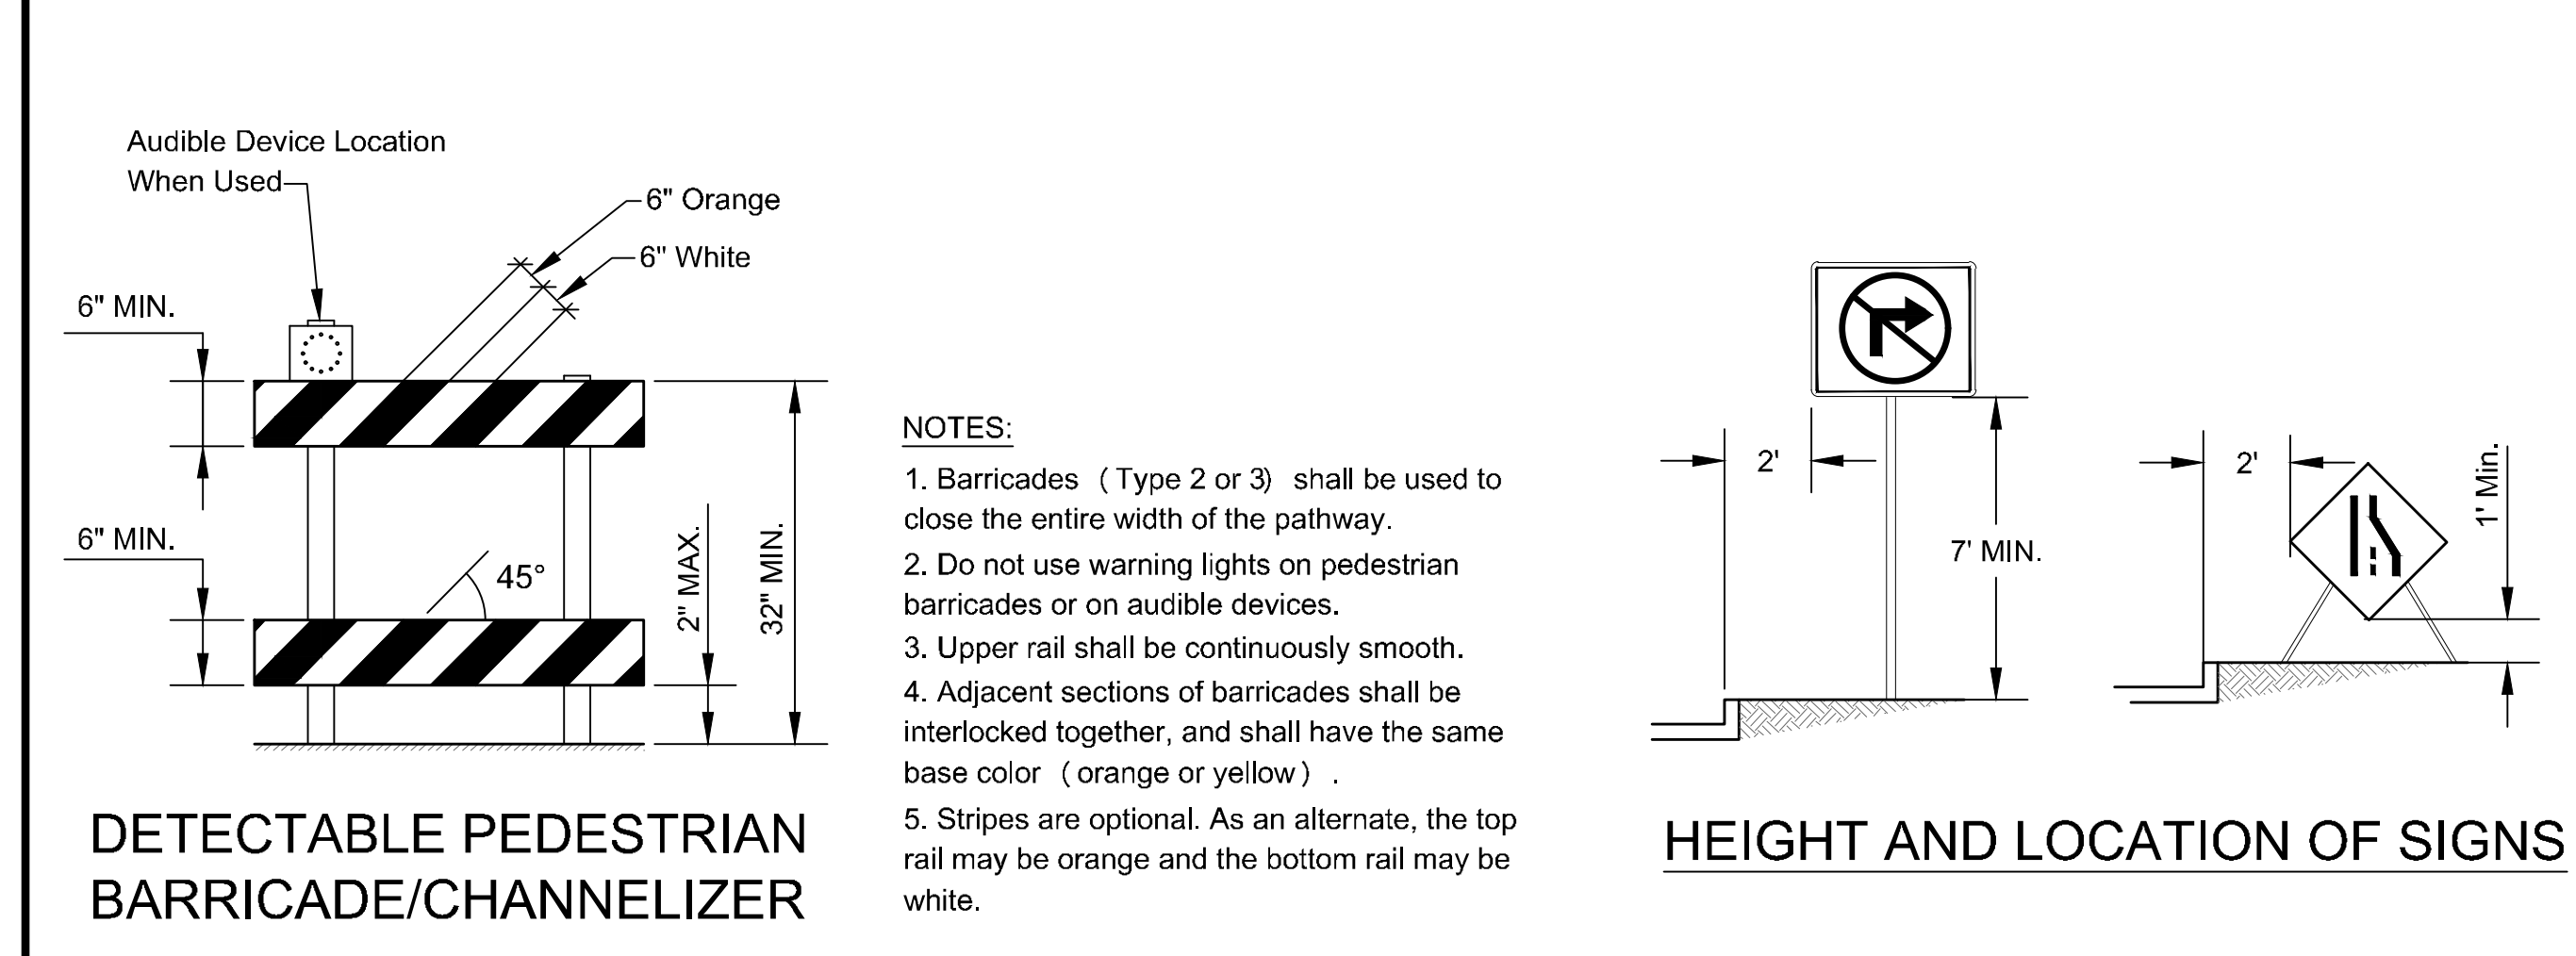 Audible Device Location
When Used
6" Orange
6" White
6" MIN.
6" MIN.
45°
2" MAX.
32" MIN.
DETECTABLE PEDESTRIAN
BARRICADE/CHANNELIZER
NOTES:
1. Barricades (Type 2 or 3) shall be used to
close the entire width of the pathway.
2. Do not use warning lights on pedestrian
barricades or on audible devices.
3. Upper rail shall be continuously smooth.
4. Adjacent sections of barricades shall be
interlocked together, and shall have the same
base color (orange or yellow) .
5. Stripes are optional. As an alternate, the top
rail may be orange and the bottom rail may be
white.
2'
7' MIN.
2'
1' Min.
HEIGHT AND LOCATION OF SIGNS